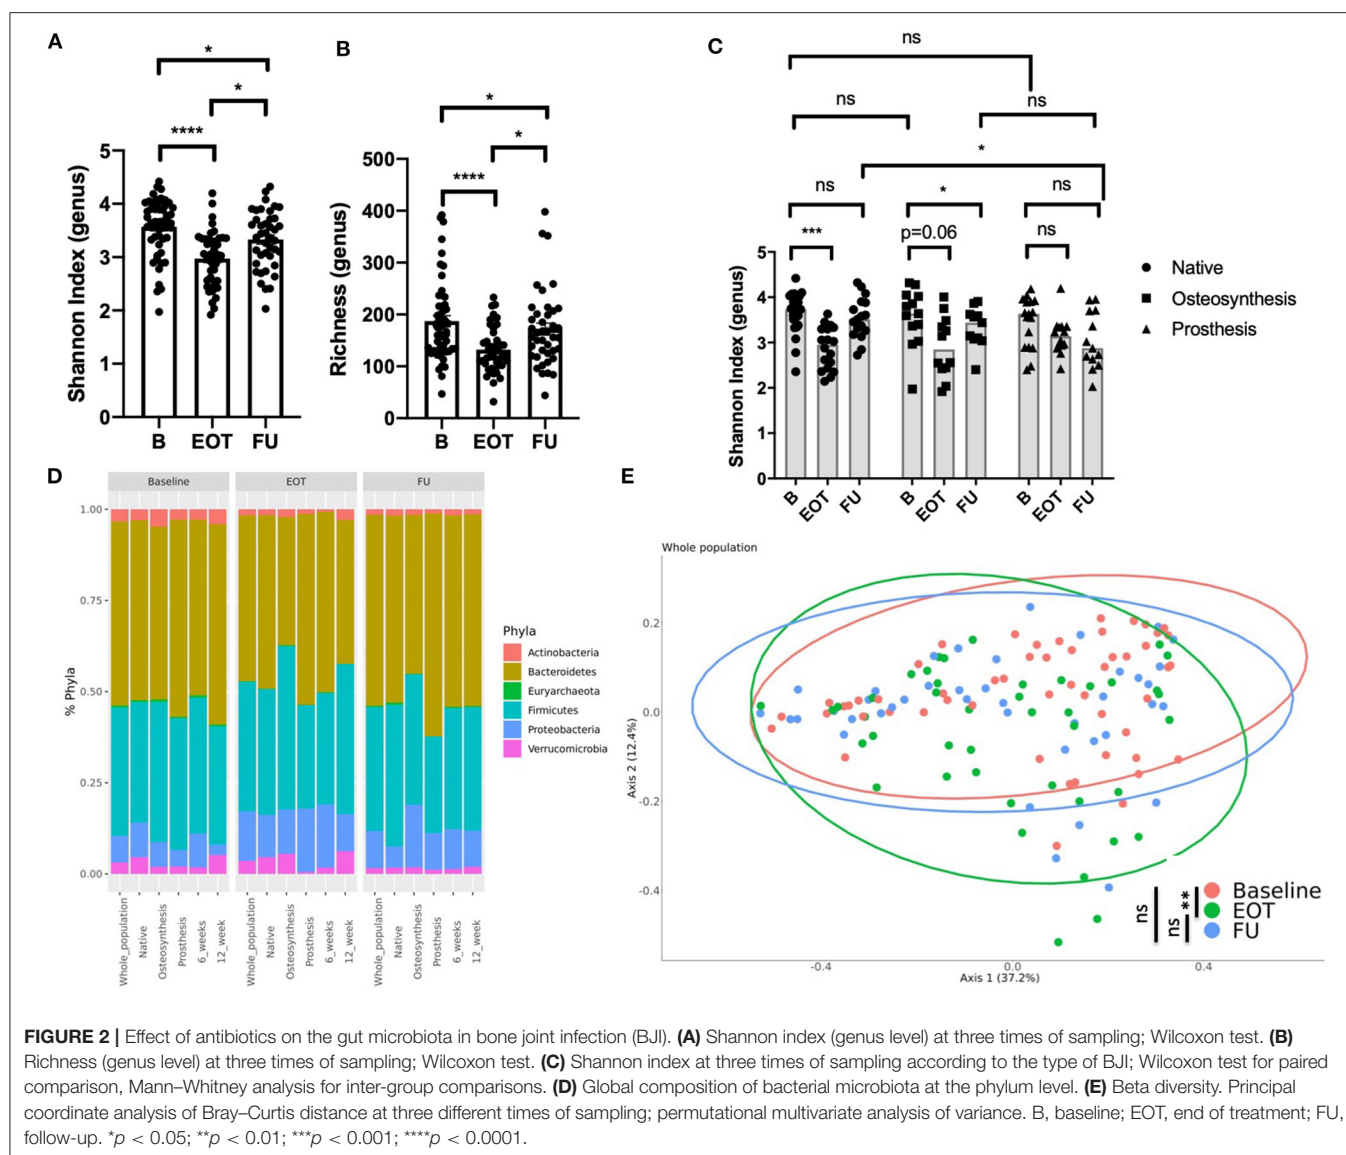 A
*
*
****
Shannon Index (genus)
5
4
3
2
1
0
B
EOT
FU
B
*
*
****
Richness (genus)
500
400
300
200
100
0
B
EOT
FU
C
ns
ns
ns
*
ns
*
ns
***
p=0.06
ns
Shannon Index (genus)
5
4
3
2
1
0
B
EOT
FU
B
EOT
FU
B
EOT
FU
Native
Osteosynthesis
Prosthesis
D
Baseline
EOT
FU
% Phyla
1.00
0.75
0.50
0.25
0.00
Whole_population
Native
Osteosynthesis
Prosthesis
6_weeks
12_week
Whole_population
Native
Osteosynthesis
Prosthesis
6_weeks
12_week
Whole_population
Native
Osteosynthesis
Prosthesis
6_weeks
12_week
Phyla
Actinobacteria
Bacteroidetes
Euryarchaeota
Firmicutes
Proteobacteria
Verrucomicrobia
E
Whole population
Axis 2 (12.4%)
0.2
0.0
-0.2
-0.4
-0.4
0.0
0.4
Axis 1 (37.2%)
ns
ns
**
Baseline
EOT
FU
FIGURE 2 | Effect of antibiotics on the gut microbiota in bone joint infection (BJI). (A) Shannon index (genus level) at three times of sampling; Wilcoxon test. (B)
Richness (genus level) at three times of sampling; Wilcoxon test. (C) Shannon index at three times of sampling according to the type of BJI; Wilcoxon test for paired
comparison, Mann–Whitney analysis for inter-group comparisons. (D) Global composition of bacterial microbiota at the phylum level. (E) Beta diversity. Principal
coordinate analysis of Bray–Curtis distance at three different times of sampling; permutational multivariate analysis of variance. B, baseline; EOT, end of treatment; FU,
follow-up. *p < 0.05; **p < 0.01; ***p < 0.001; ****p < 0.0001.